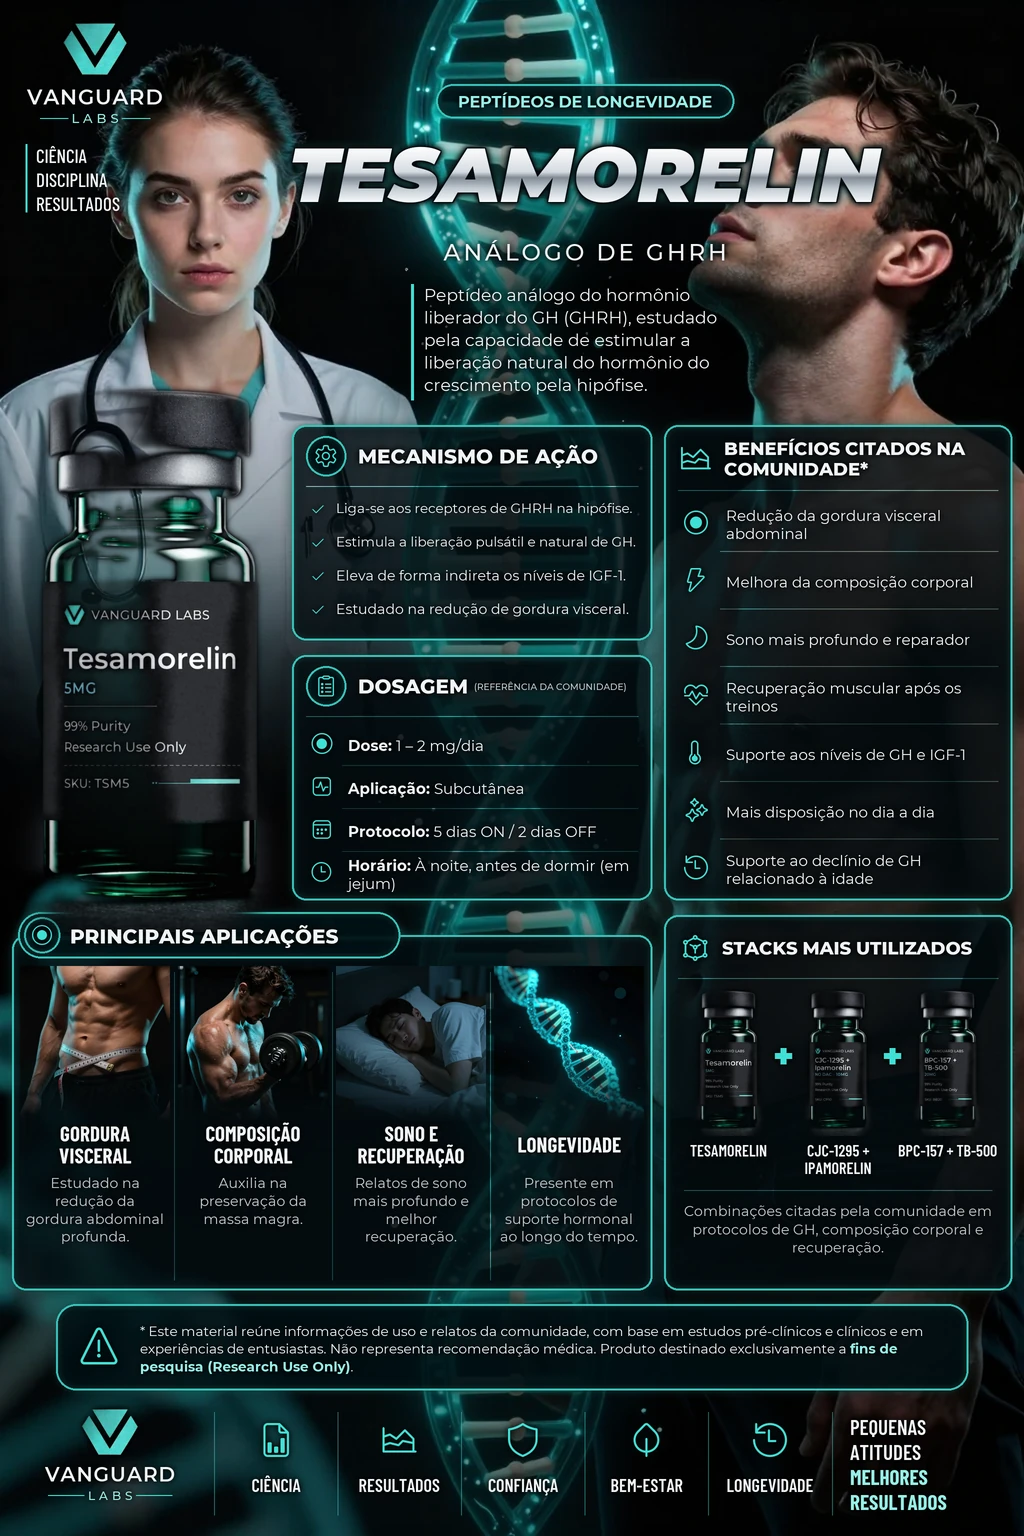 VANGUARD
LABS
CIÊNCIA
DISCIPLINA
RESULTADOS
PEPTÍDEOS DE LONGEVIDADE
TESAMORELIN
ANÁLOGO DE GHRH
Peptídeo análogo do hormônio
liberador do GH (GHRH), estudado
pela capacidade de estimular a
liberação natural do hormônio do
crescimento pela hipófise.
VANGUARD LABS
Tesamorelin
5MG
99% Purity
Research Use Only
SKU: TSM5
MECANISMO DE AÇÃO
Liga-se aos receptores de GHRH na hipófise.
Estimula a liberação pulsátil e natural de GH.
Eleva de forma indireta os níveis de IGF-1.
Estudado na redução de gordura visceral.
DOSAGEM (REFERÊNCIA DA COMUNIDADE)
Dose: 1 – 2 mg/dia
Aplicação: Subcutânea
Protocolo: 5 dias ON / 2 dias OFF
Horário: À noite, antes de dormir (em
jejum)
BENEFÍCIOS CITADOS NA
COMUNIDADE*
Redução da gordura visceral
abdominal
Melhora da composição corporal
Sono mais profundo e reparador
Recuperação muscular após os
treinos
Suporte aos níveis de GH e IGF-1
Mais disposição no dia a dia
Suporte ao declínio de GH
relacionado à idade
PRINCIPAIS APLICAÇÕES
GORDURA
VISCERAL
Estudado na
redução da
gordura abdominal
profunda.
COMPOSIÇÃO
CORPORAL
Auxilia na
preservação da
massa magra.
SONO E
RECUPERAÇÃO
Relatos de sono
mais profundo e
melhor
recuperação.
LONGEVIDADE
Presente em
protocolos de
suporte hormonal
ao longo do tempo.
STACKS MAIS UTILIZADOS
Tesamorelin
CJC-1295 +
Ipamorelin
BPC-157 +
TB-500
TESAMORELIN
CJC-1295 +
IPAMORELIN
BPC-157 + TB-500
Combinações citadas pela comunidade em
protocolos de GH, composição corporal e
recuperação.
* Este material reúne informações de uso e relatos da comunidade, com base em estudos pré-clínicos e clínicos e em
experiências de entusiastas. Não representa recomendação médica. Produto destinado exclusivamente a fins de
pesquisa (Research Use Only).
VANGUARD
LABS
CIÊNCIA
RESULTADOS
CONFIANÇA
BEM-ESTAR
LONGEVIDADE
PEQUENAS
ATITUDES
MELHORES
RESULTADOS